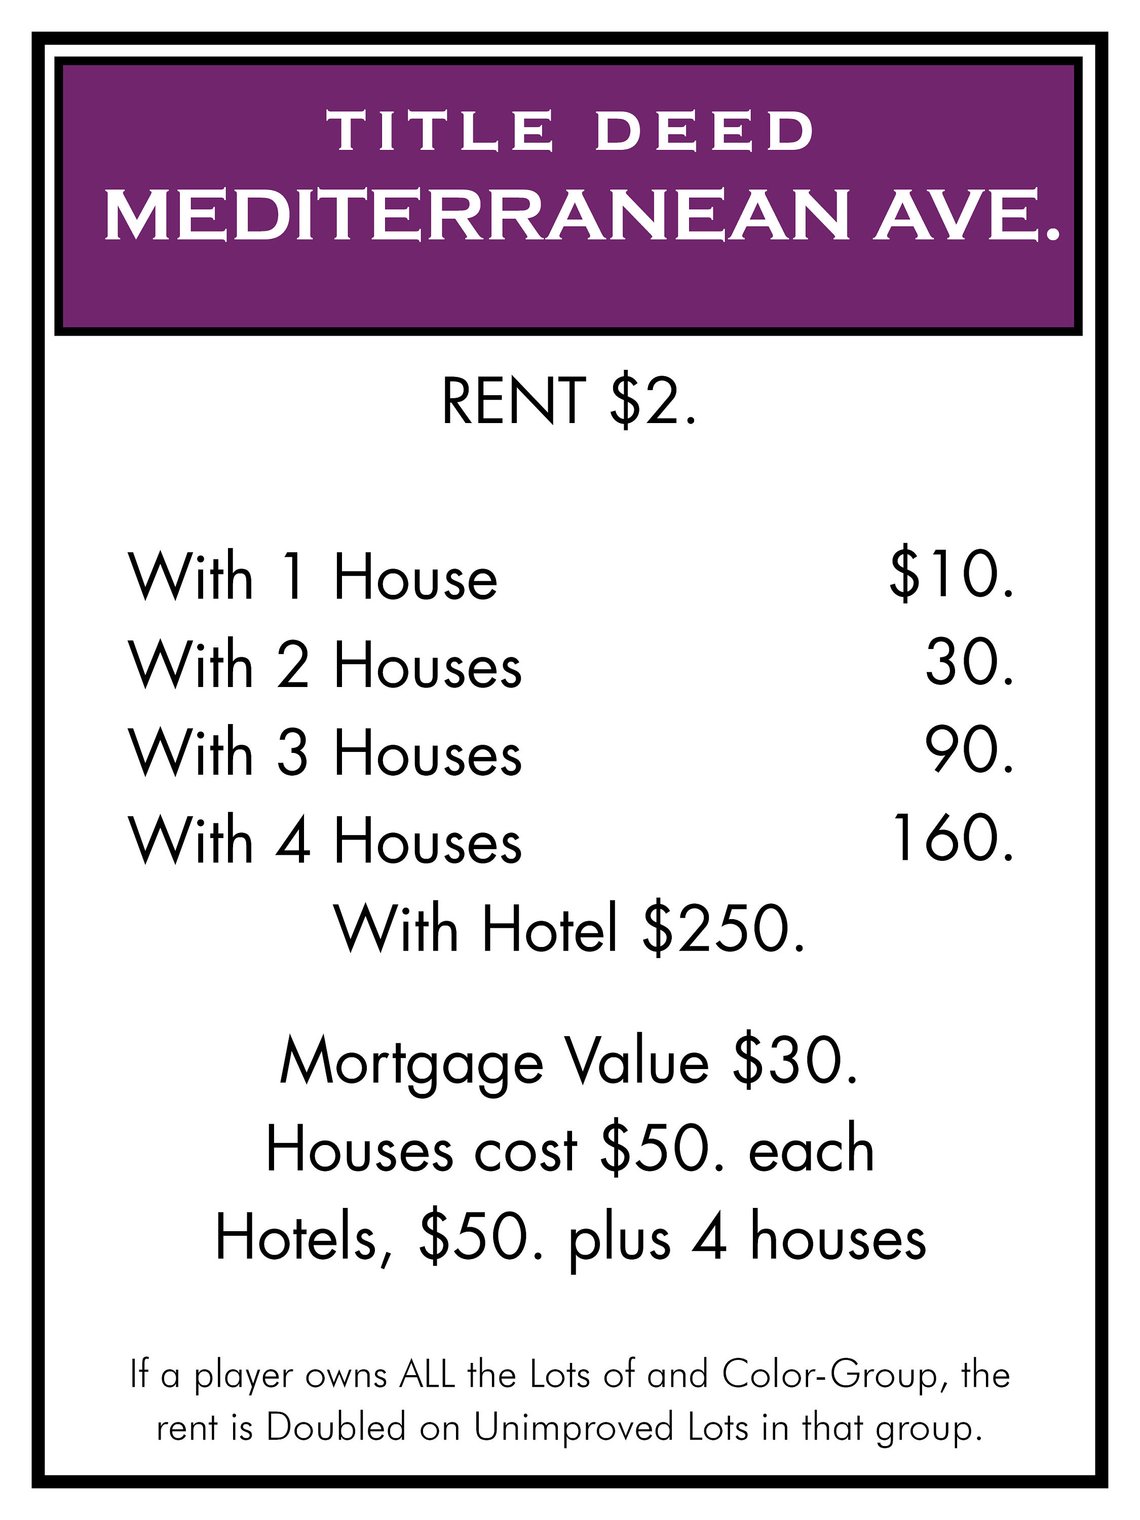 TITLE DEED
MEDITERRANEAN AVE.
RENT $2.
With 1 House $10.
With 2 Houses 30.
With 3 Houses 90.
With 4 Houses 160.
With Hotel $250.
Mortgage Value $30.
Houses cost $50. each
Hotels, $50. plus 4 houses
If a player owns ALL the Lots of and Color-Group, the
rent is Doubled on Unimproved Lots in that group.